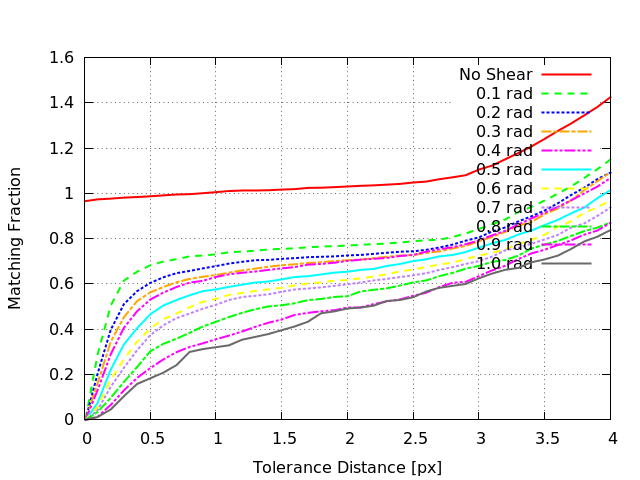 1.6
1.4
1.2
1
0.8
0.6
0.4
0.2
0
Matching Fraction
No Shear
0.1 rad
0.2 rad
0.3 rad
0.4 rad
0.5 rad
0.6 rad
0.7 rad
0.8 rad
0.9 rad
1.0 rad
0 0.5 1 1.5 2 2.5 3 3.5 4
Tolerance Distance [px]